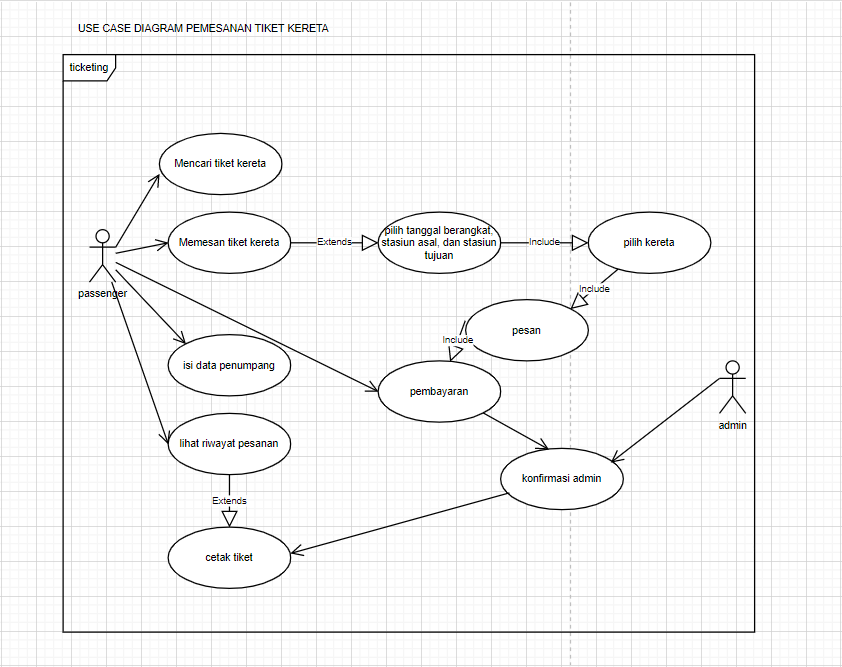 USE CASE DIAGRAM PEMESANAN TIKET KERETA
ticketing
Mencari tiket kereta
Memesan tiket kereta
Extends
pilih tanggal berangkat,
stasiun asal, dan stasiun
tujuan
Include
pilih kereta
passenger
Include
pesan
Include
isi data penumpang
pembayaran
admin
lihat riwayat pesanan
konfirmasi admin
Extends
cetak tiket